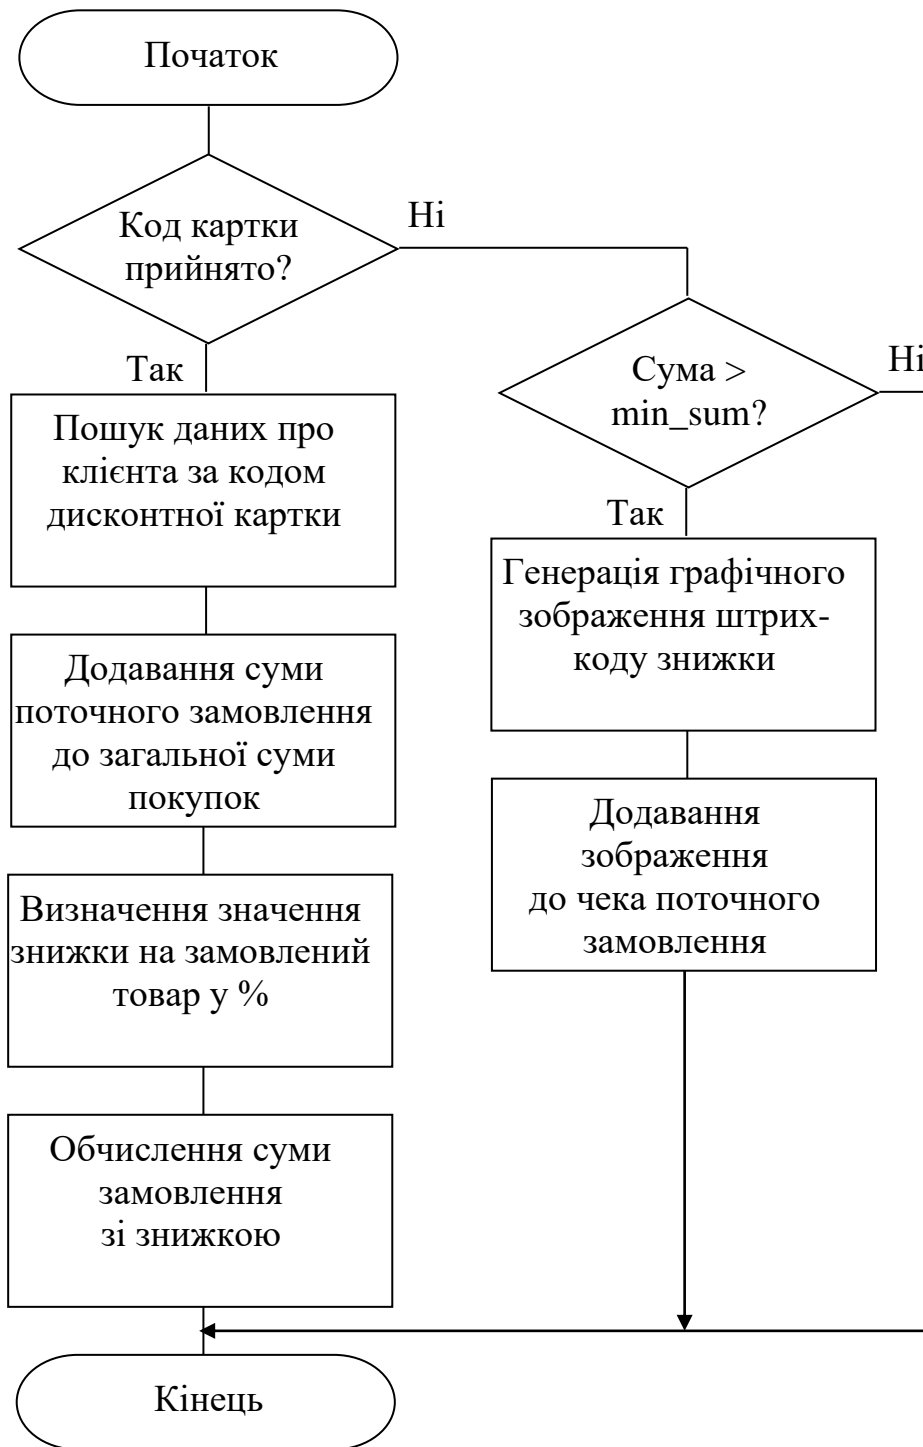 Початок
Код картки
прийнято?
Ні
Так
Пошук даних про
клієнта за кодом
дисконтної картки
Додавання суми
поточного замовлення
до загальної суми
покупок
Визначення значення
знижки на замовлений
товар у %
Обчислення суми
замовлення
зі знижкою
Сума >
min_sum?
Ні
Так
Генерація графічного
зображення штрих-
коду знижки
Додавання
зображення
до чека поточного
замовлення
Кінець